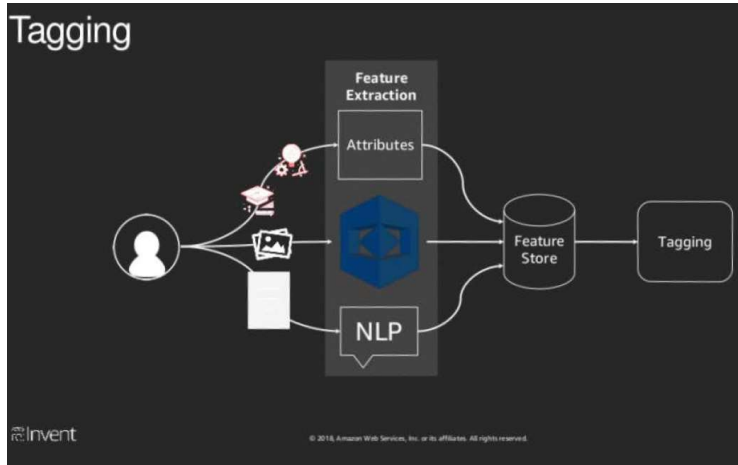 Tagging
Feature
Extraction
Attributes
Feature
Store
Tagging
NLP
re:Invent
© 2018, Amazon Web Services, Inc. or its affiliates. All rights reserved.